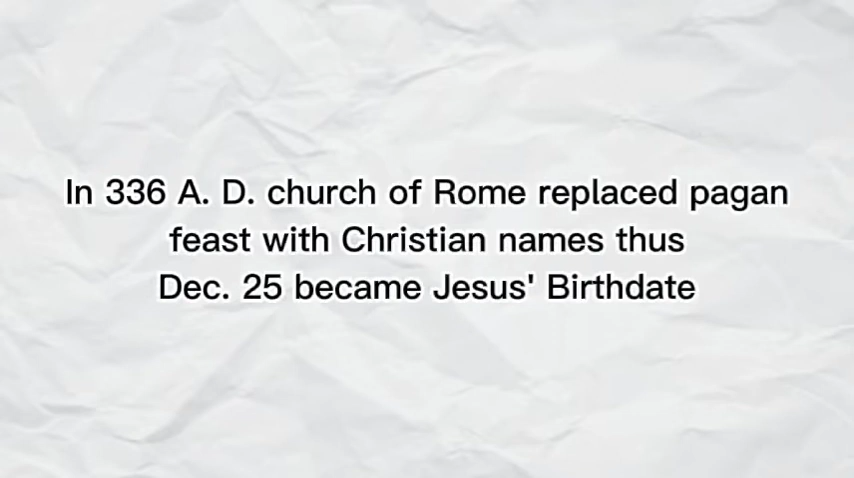 In 336 A. D. church of Rome replaced pagan
feast with Christian names thus
Dec. 25 became Jesus' Birthdate